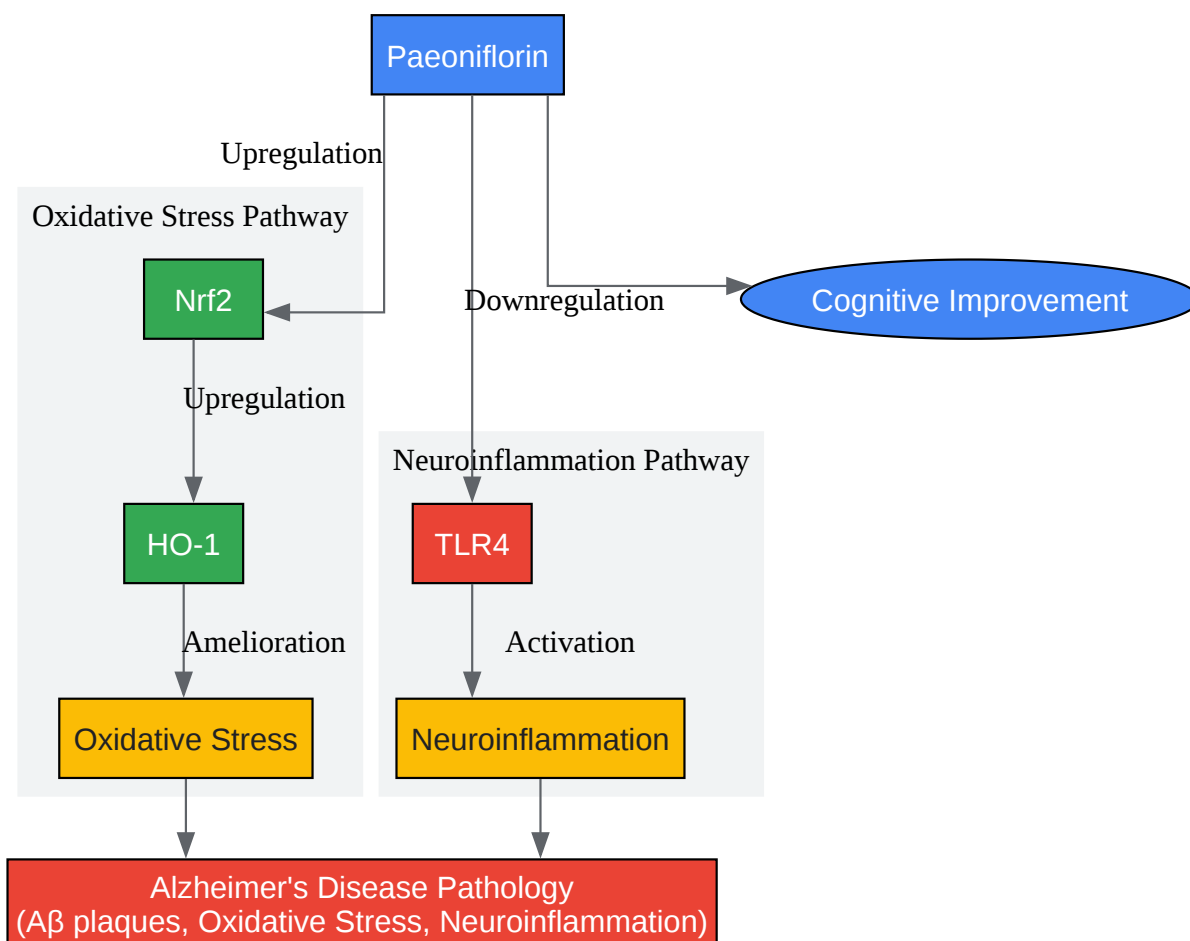 Paeoniflorin
Upregulation
Oxidative Stress Pathway
Nrf2
Downregulation
Cognitive Improvement
Upregulation
Neuroinflammation Pathway
HO-1
TLR4
Amelioration
Activation
Oxidative Stress
Neuroinflammation
Alzheimer's Disease Pathology
(Aβ plaques, Oxidative Stress, Neuroinflammation)